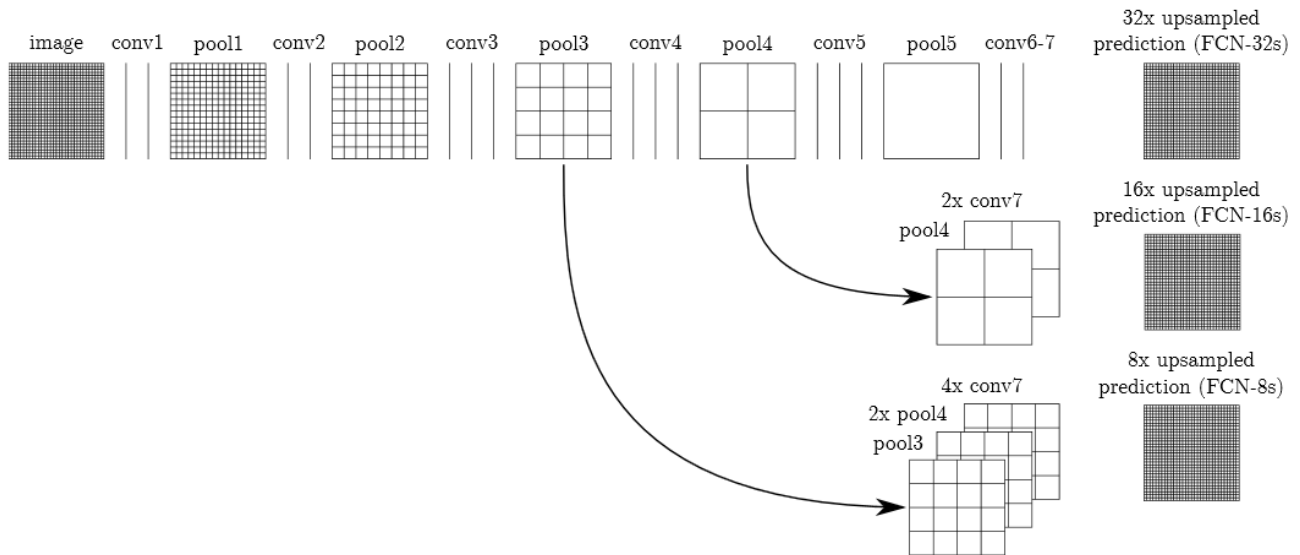 image conv1 pool1 conv2 pool2 conv3 pool3 conv4 pool4 conv5 pool5 conv6-7
32x upsampled
prediction (FCN-32s)
2x conv7
pool4
16x upsampled
prediction (FCN-16s)
4x conv7
2x pool4
pool3
8x upsampled
prediction (FCN-8s)